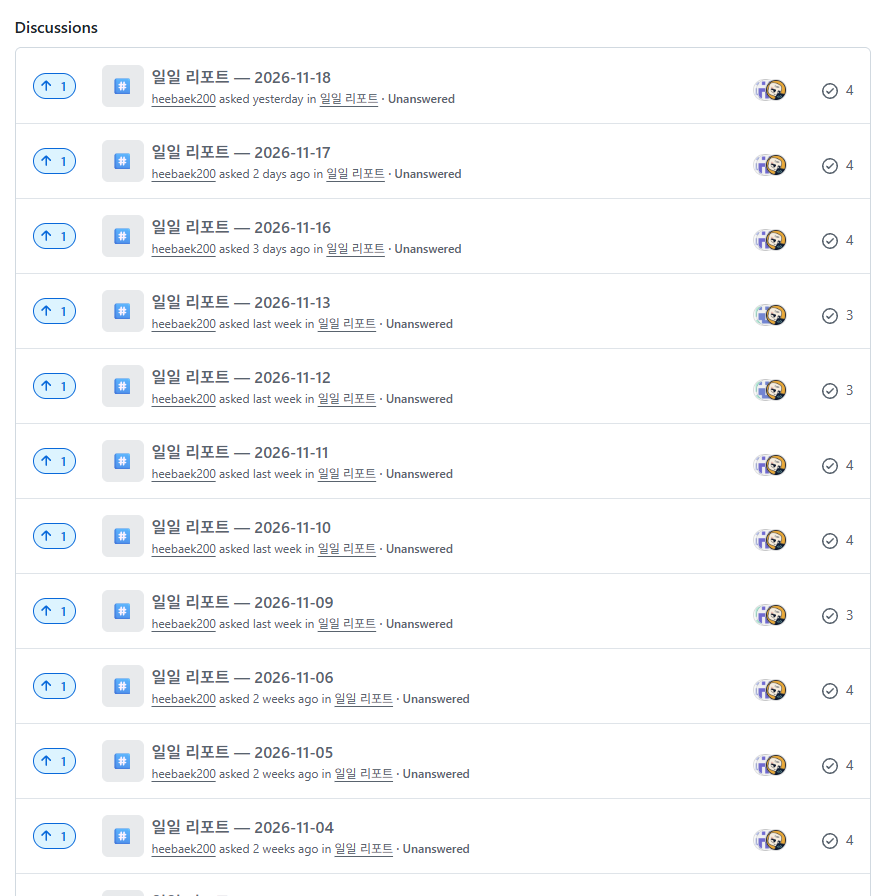 Discussions
↑ 1
일일 리포트 — 2026-11-18
heebaek200 asked yesterday in 일일 리포트 · Unanswered
4
↑ 1
일일 리포트 — 2026-11-17
heebaek200 asked 2 days ago in 일일 리포트 · Unanswered
4
↑ 1
일일 리포트 — 2026-11-16
heebaek200 asked 3 days ago in 일일 리포트 · Unanswered
4
↑ 1
일일 리포트 — 2026-11-13
heebaek200 asked last week in 일일 리포트 · Unanswered
3
↑ 1
일일 리포트 — 2026-11-12
heebaek200 asked last week in 일일 리포트 · Unanswered
3
↑ 1
일일 리포트 — 2026-11-11
heebaek200 asked last week in 일일 리포트 · Unanswered
4
↑ 1
일일 리포트 — 2026-11-10
heebaek200 asked last week in 일일 리포트 · Unanswered
4
↑ 1
일일 리포트 — 2026-11-09
heebaek200 asked last week in 일일 리포트 · Unanswered
3
↑ 1
일일 리포트 — 2026-11-06
heebaek200 asked 2 weeks ago in 일일 리포트 · Unanswered
4
↑ 1
일일 리포트 — 2026-11-05
heebaek200 asked 2 weeks ago in 일일 리포트 · Unanswered
4
↑ 1
일일 리포트 — 2026-11-04
heebaek200 asked 2 weeks ago in 일일 리포트 · Unanswered
4